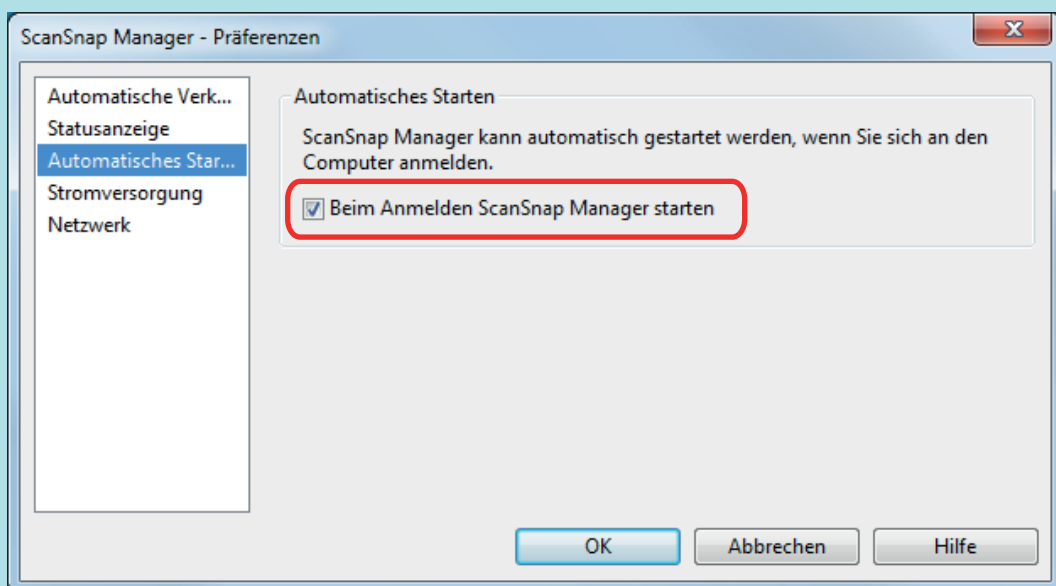 ScanSnap Manager - Präferenzen
Automatische Verk...
Statusanzeige
Automatisches Star...
Stromversorgung
Netzwerk
Automatisches Starten
ScanSnap Manager kann automatisch gestartet werden, wenn Sie sich an den
Computer anmelden.
Beim Anmelden ScanSnap Manager starten
OK
Abbrechen
Hilfe